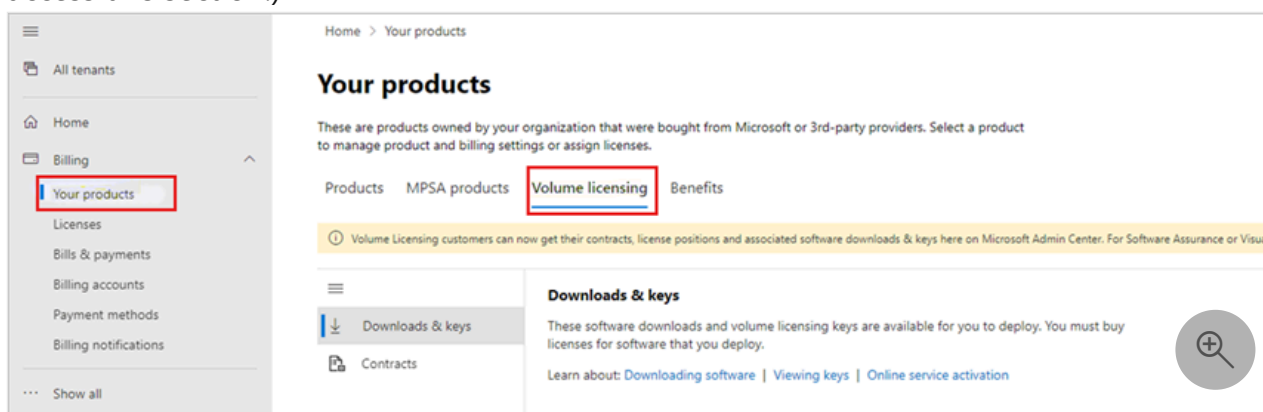 All tenants
Home
Billing
Your products
Licenses
Bills & payments
Billing accounts
Payment methods
Billing notifications
Show all
Home > Your products
Your products
These are products owned by your organization that were bought from Microsoft or 3rd-party providers. Select a product
to manage product and billing settings or assign licenses.
Products MPSA products Volume licensing Benefits
Volume Licensing customers can now get their contracts, license positions and associated software downloads & keys here on Microsoft Admin Center. For Software Assurance or
Downloads & keys
Contracts
Downloads & keys
These software downloads and volume licensing keys are available for you to deploy. You must buy
licenses for software that you deploy.
Learn about: Downloading software | Viewing keys | Online service activation